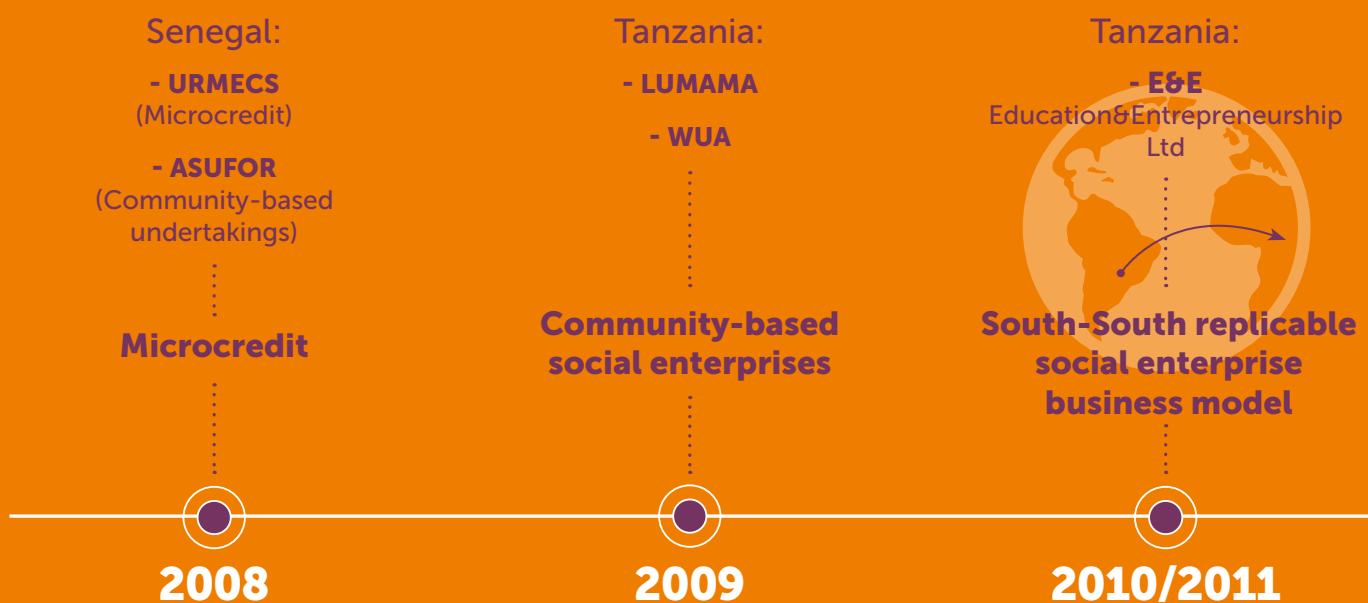 Senegal:
- URMECS
(Microcredit)
- ASUFOR
(Community-based
undertakings)
Microcredit
2008
Tanzania:
- LUMAMA
- WUA
Community-based
social enterprises
2009
Tanzania:
- E&E
Education&Entrepreneurship
Ltd
South-South replicable
social enterprise
business model
2010/2011